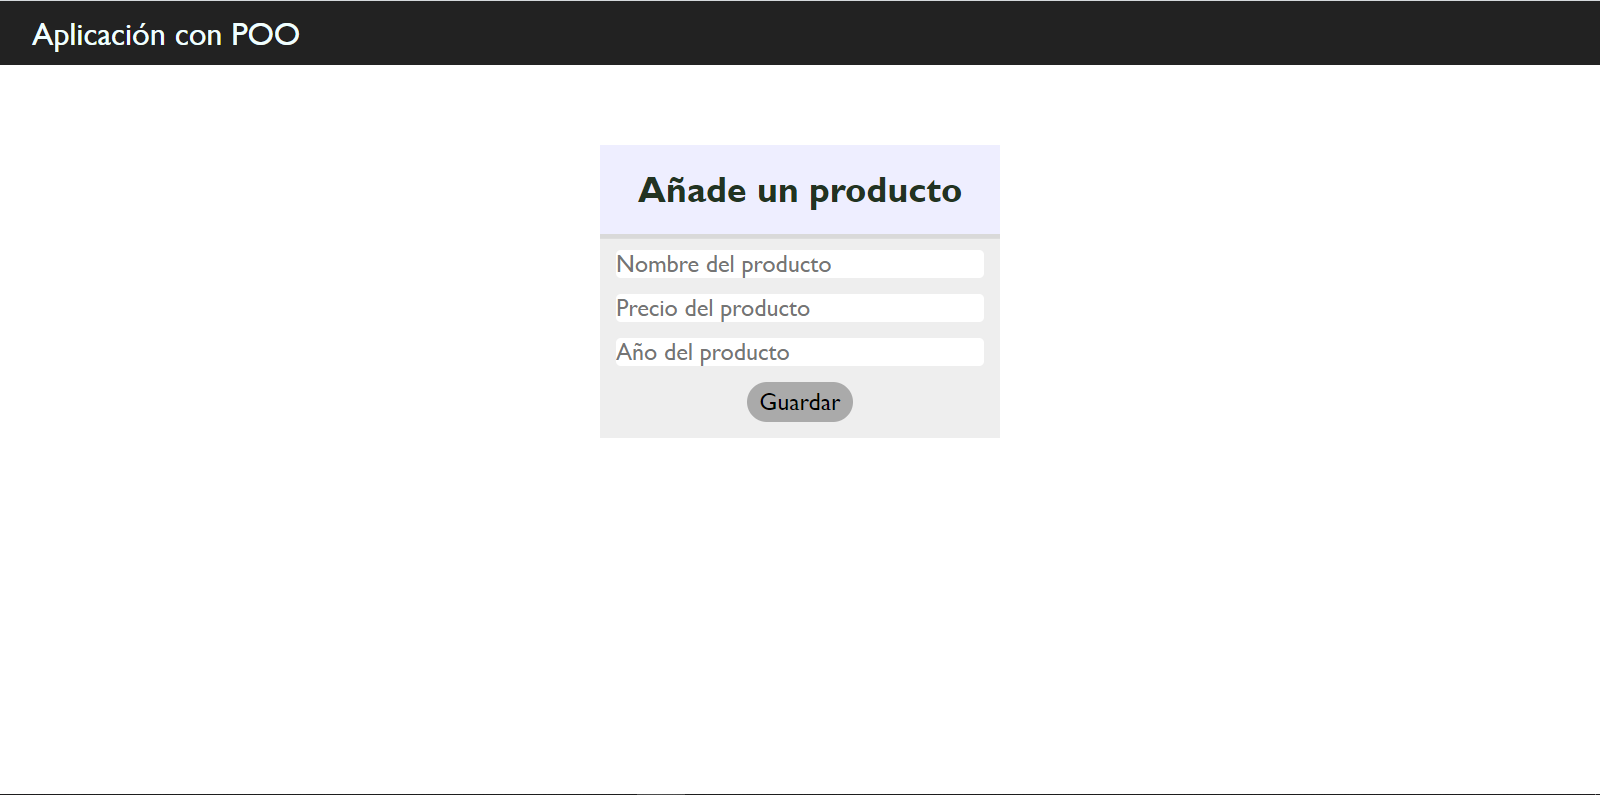 Aplicación con POO
Añade un producto
Nombre del producto
Precio del producto
Año del producto
Guardar